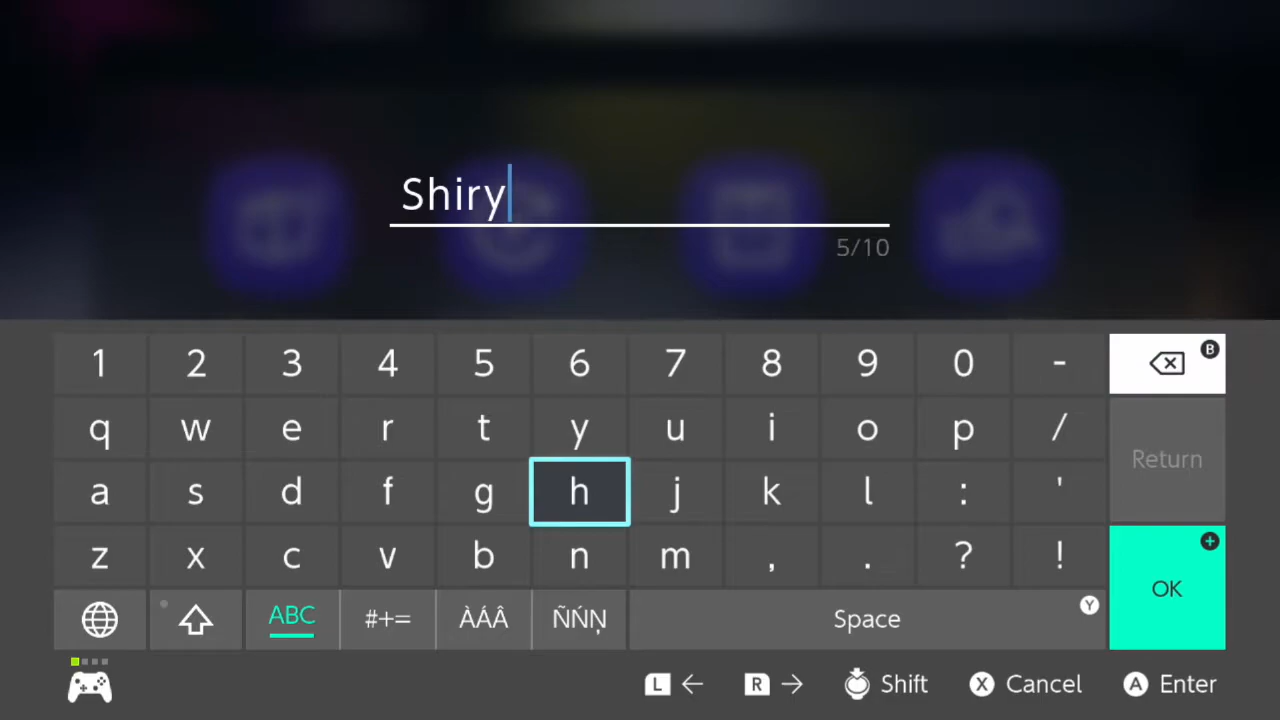 Shiry
5/10
1 2 3 4 5 6 7 8 9 0 - B
q w e r t y u i o p /
Return
a s d f g h j k l : '
z x c v b n m , . ? ! OK +
ABC #+= ÀÁÂ ÑŃŅ Space Y
L ← R → Shift X Cancel A Enter